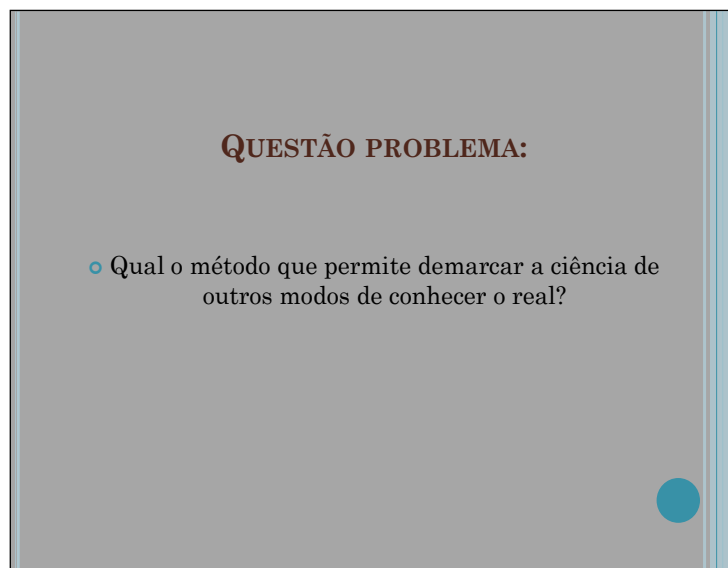 QUESTÃO PROBLEMA:
Qual o método que permite demarcar a ciência de
outros modos de conhecer o real?